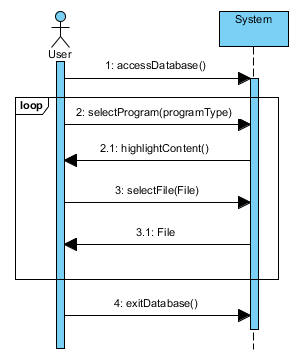 System
User
1: accessDatabase()
loop
2: selectProgram(programType)
2.1: highlightContent()
3: selectFile(File)
3.1: File
4: exitDatabase()